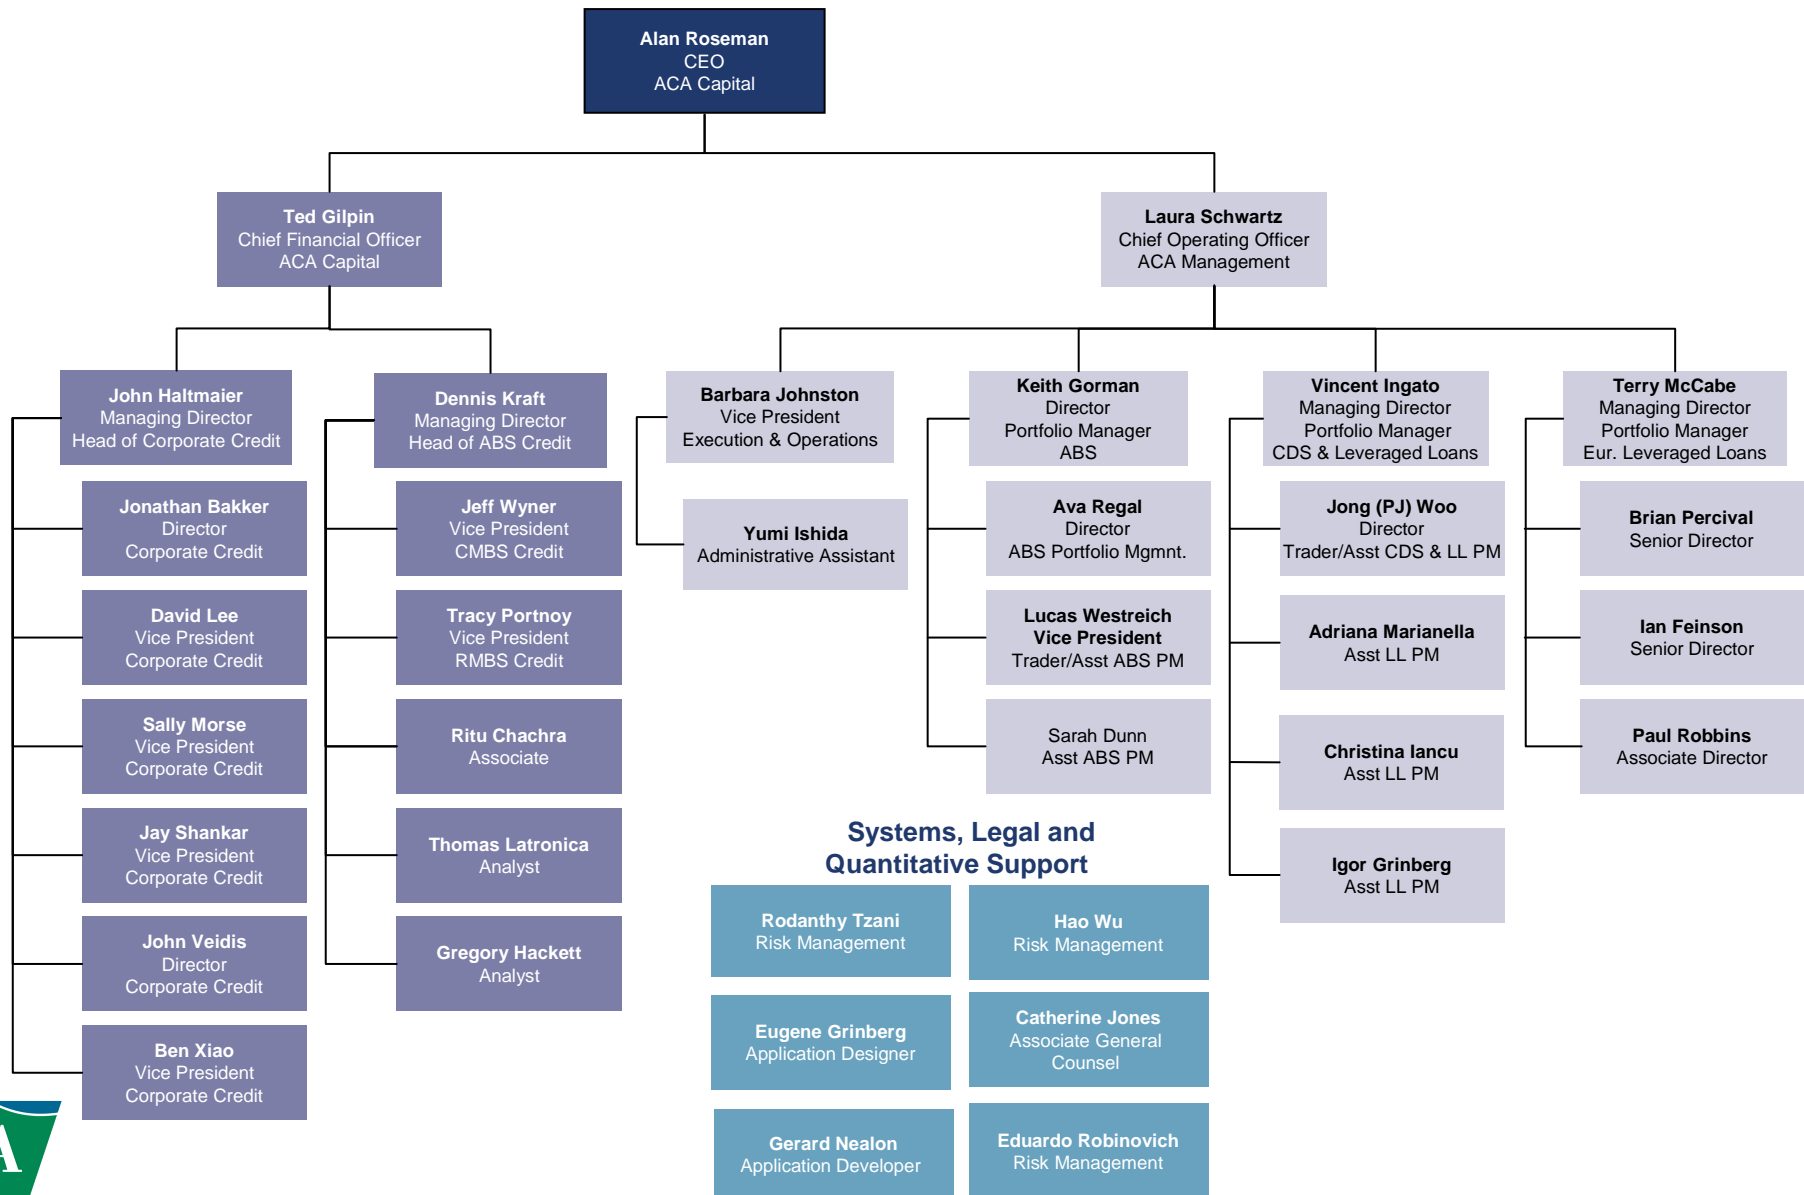 Alan Roseman
CEO
ACA Capital
Ted Gilpin
Chief Financial Officer
ACA Capital
Laura Schwartz
Chief Operating Officer
ACA Management
John Haltmaier
Managing Director
Head of Corporate Credit
Dennis Kraft
Managing Director
Head of ABS Credit
Barbara Johnston
Vice President
Execution & Operations
Keith Gorman
Director
Portfolio Manager
ABS
Vincent Ingato
Managing Director
Portfolio Manager
CDS & Leveraged Loans
Terry McCabe
Managing Director
Portfolio Manager
Eur. Leveraged Loans
Jonathan Bakker
Director
Corporate Credit
David Lee
Vice President
Corporate Credit
Sally Morse
Vice President
Corporate Credit
Jay Shankar
Vice President
Corporate Credit
John Veidis
Director
Corporate Credit
Ben Xiao
Vice President
Corporate Credit
Jeff Wyner
Vice President
CMBS Credit
Tracy Portnoy
Vice President
RMBS Credit
Ritu Chachra
Associate
Thomas Latronica
Analyst
Gregory Hackett
Analyst
Yumi Ishida
Administrative Assistant
Ava Regal
Director
ABS Portfolio Mgmnt.
Lucas Westreich
Vice President
Trader/Asst ABS PM
Sarah Dunn
Asst ABS PM
Jong (PJ) Woo
Director
Trader/Asst CDS & LL PM
Adriana Marianella
Asst LL PM
Christina Iancu
Asst LL PM
Igor Grinberg
Asst LL PM
Brian Percival
Senior Director
Ian Feinson
Senior Director
Paul Robbins
Associate Director
Systems, Legal and
Quantitative Support
Rodanthy Tzani
Risk Management
Hao Wu
Risk Management
Eugene Grinberg
Application Designer
Catherine Jones
Associate General
Counsel
Gerard Nealon
Application Developer
Eduardo Robinovich
Risk Management
A